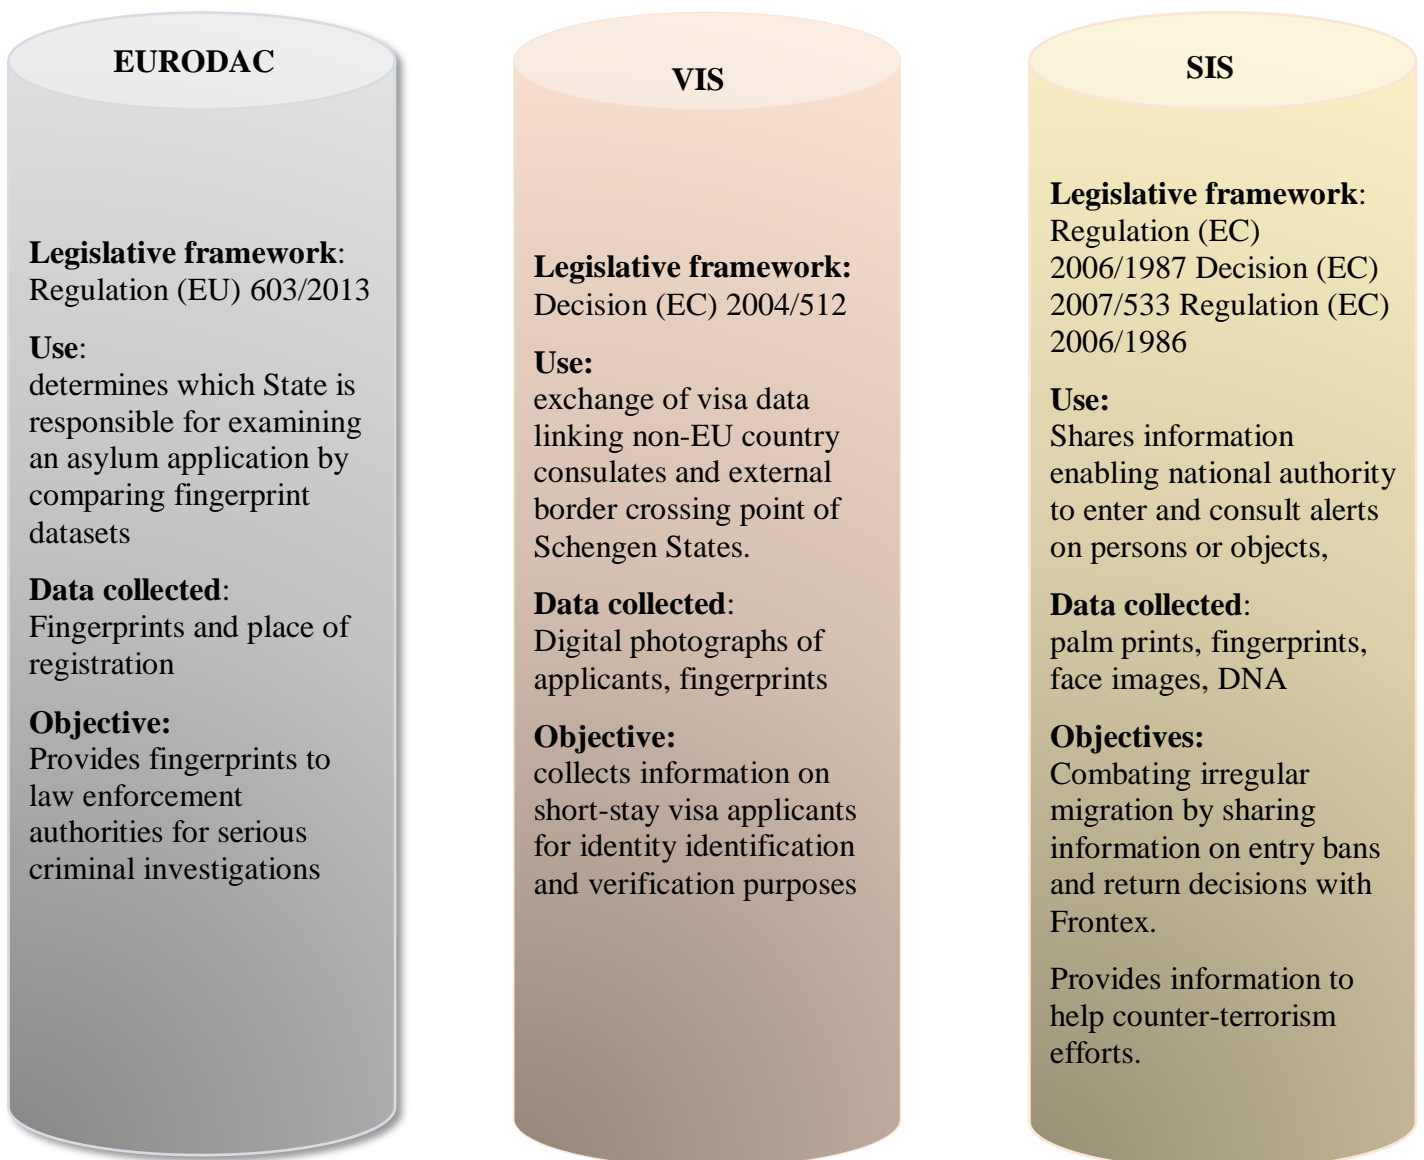 EURODAC
Legislative framework:
Regulation (EU) 603/2013
Use:
determines which State is
responsible for examining
an asylum application by
comparing fingerprint
datasets
Data collected:
Fingerprints and place of
registration
Objective:
Provides fingerprints to
law enforcement
authorities for serious
criminal investigations
VIS
Legislative framework:
Decision (EC) 2004/512
Use:
exchange of visa data
linking non-EU country
consulates and external
border crossing point of
Schengen States.
Data collected:
Digital photographs of
applicants, fingerprints
Objective:
collects information on
short-stay visa applicants
for identity identification
and verification purposes
SIS
Legislative framework:
Regulation (EC)
2006/1987 Decision (EC)
2007/533 Regulation (EC)
2006/1986
Use:
Shares information
enabling national authority
to enter and consult alerts
on persons or objects,
Data collected:
palm prints, fingerprints,
face images, DNA
Objectives:
Combating irregular
migration by sharing
information on entry bans
and return decisions with
Frontex.
Provides information to
help counter-terrorism
efforts.